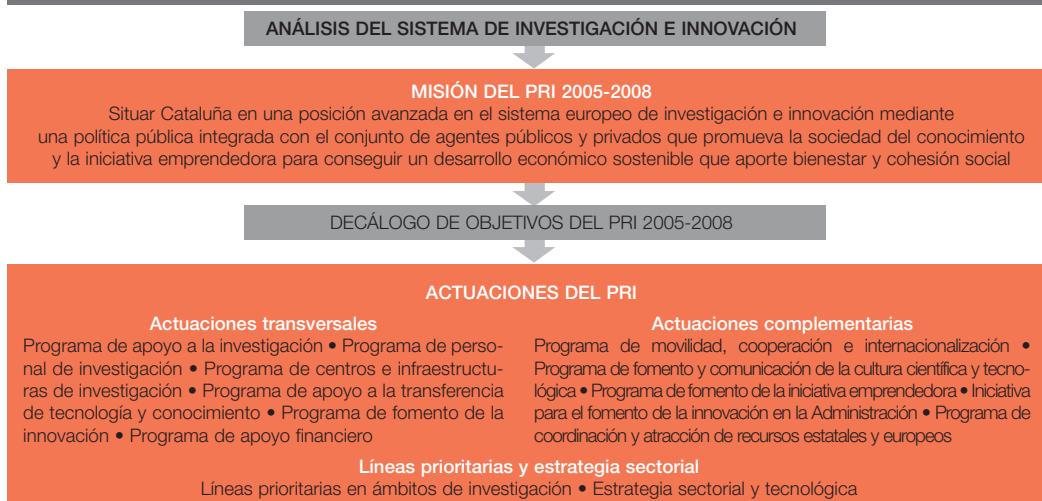 ANÁLISIS DEL SISTEMA DE INVESTIGACIÓN E INNOVACIÓN
MISIÓN DEL PRI 2005-2008
Situar Cataluña en una posición avanzada en el sistema europeo de investigación e innovación mediante
una política pública integrada con el conjunto de agentes públicos y privados que promueva la sociedad del conocimiento
y la iniciativa emprendedora para conseguir un desarrollo económico sostenible que aporte bienestar y cohesión social
DECÁLOGO DE OBJETIVOS DEL PRI 2005-2008
ACTUACIONES DEL PRI
Actuaciones transversales
Programa de apoyo a la investigación • Programa de perso-
nal de investigación • Programa de centros e infraestructu-
ras de investigación • Programa de apoyo a la transferencia
de tecnología y conocimiento • Programa de fomento de la
innovación • Programa de apoyo financiero
Actuaciones complementarias
Programa de movilidad, cooperación e internacionalización •
Programa de fomento y comunicación de la cultura científica y tecno-
lógica • Programa de fomento de la iniciativa emprendedora • Iniciativa
para el fomento de la innovación en la Administración • Programa de
coordinación y atracción de recursos estatales y europeos
Líneas prioritarias y estrategia sectorial
Líneas prioritarias en ámbitos de investigación • Estrategia sectorial y tecnológica